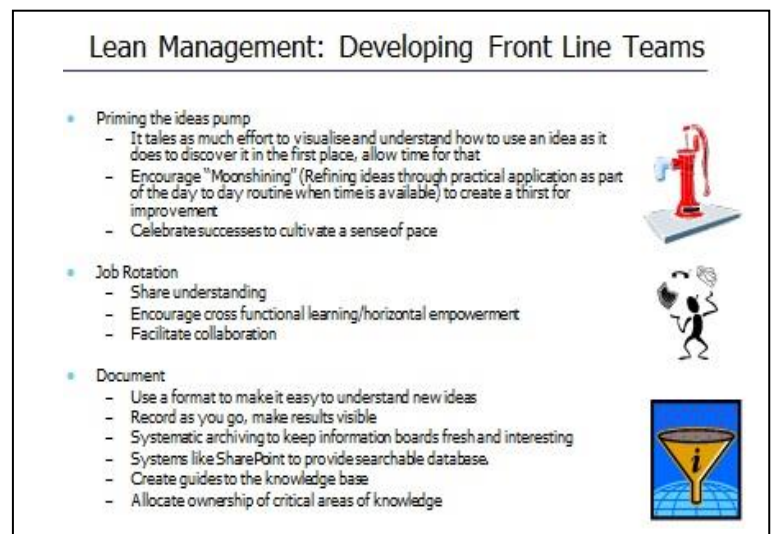 Lean Management: Developing Front Line Teams
• Priming the ideas pump
– It tales as much effort to visualise and understand how to use an idea as it
does to discover it in the first place, allow time for that
– Encourage “Moonshining” (Refining ideas through practical application as part
of the day to day routine when time is available) to create a thirst for
improvement
– Celebrate successes to cultivate a sense of pace
• Job Rotation
– Share understanding
– Encourage cross functional learning/horizontal empowerment
– Facilitate collaboration
• Document
– Use a format to make it easy to understand new ideas
– Record as you go, make results visible
– Systematic archiving to keep information boards fresh and interesting
– Systems like SharePoint to provide searchable database.
– Create guides to the knowledge base
– Allocate ownership of critical areas of knowledge
i